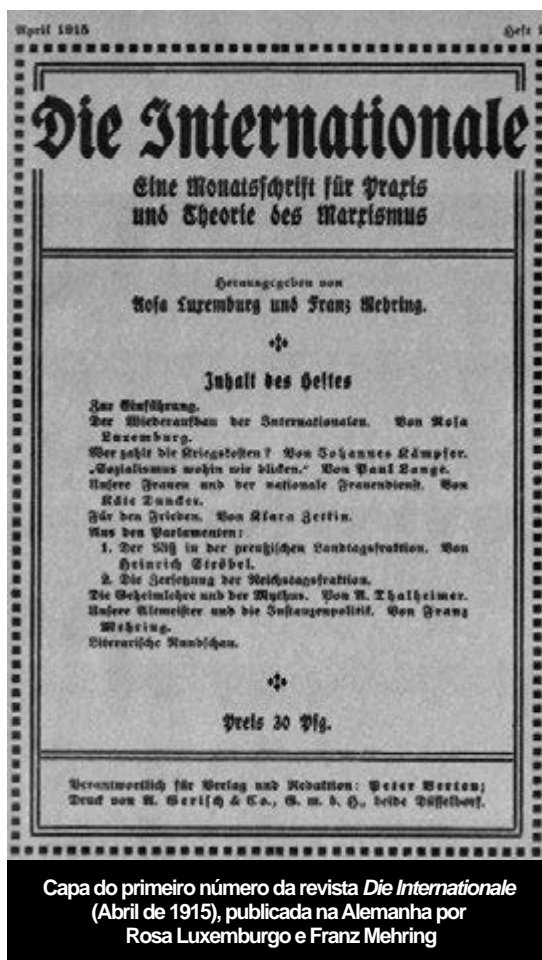 April 1915
Heft 1
Die Internationale
Eine Monatsschrift für Praxis
und Theorie des Marxismus
Herausgegeben von
Rosa Luxemburg und Franz Mehring.
Inhalt des Heftes
Zur Einführung.
Der Wiederaufbau der Internationalen. Von Rosa
Luxemburg.
Wer zahlt die Kriegskosten? Von Johannes Kämpfer.
„Sozialismus wohin wir blicken.“ Von Paul Lange.
Unsere Frauen und der nationale Frauendienst. Von
Käte Duncker.
Für den Frieden. Von Klara Zetkin.
Aus den Parlamenten:
1. Der Riß in der preußischen Landtagsfraktion. Von
Heinrich Ströbel.
2. Die Zersetzung der Reichstagsfraktion.
Die Geheimlehre und der Mythus. Von A. Thalheimer.
Unsere Altmeister und die Instanzenpolitik. Von Franz
Mehring.
Literarische Rundschau.
Preis 30 Pfg.
Verantwortlich für Verlag und Redaktion: Peter Berten;
Druck von A. Gerisch & Co., G. m. b. H., beide Düsseldorf.
Capa do primeiro número da revista Die Internationale
(Abril de 1915), publicada na Alemanha por
Rosa Luxemburgo e Franz Mehring